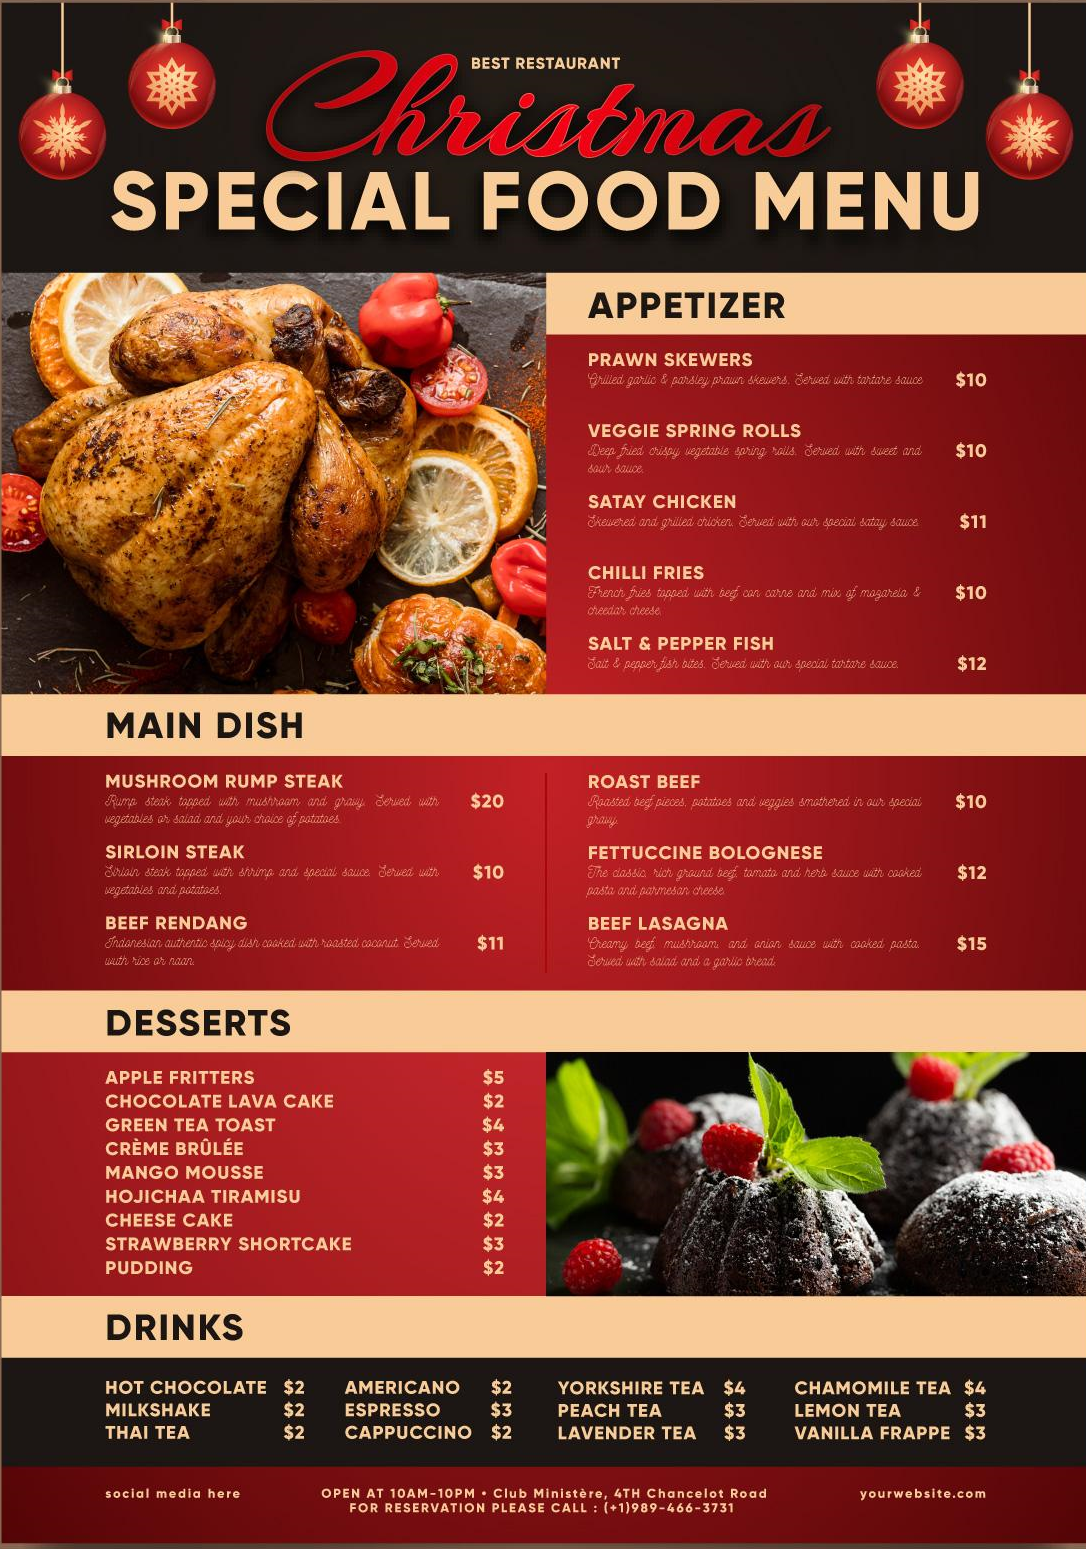 BEST RESTAURANT
Christmas
SPECIAL FOOD MENU
APPETIZER
PRAWN SKEWERS
Grilled garlic & parsley prawn skewers. Served with tartare sauce
$10
VEGGIE SPRING ROLLS
Deep fried crispy vegetable spring rolls. Served with sweet and
sour sauce.
$10
SATAY CHICKEN
Skewered and grilled chicken. Served with our special satay sauce.
$11
CHILLI FRIES
French fries topped with beef con carne and mix of mozarela &
cheedar cheese.
$10
SALT & PEPPER FISH
Salt & pepper fish bites. Served with our special tartare sauce.
$12
MAIN DISH
MUSHROOM RUMP STEAK
Rump steak topped with mushroom and gravy. Served with
vegetables or salad and your choice of potatoes.
$20
SIRLOIN STEAK
Sirloin steak topped with shrimp and special sauce. Served with
vegetables and potatoes.
$10
BEEF RENDANG
Indonesian authentic spicy dish cooked with roasted coconut. Served
with rice or naan.
$11
ROAST BEEF
Roasted beef pieces, potatoes and veggies smothered in our special
gravy.
$10
FETTUCCINE BOLOGNESE
The classic, rich ground beef, tomato and herb sauce with cooked
pasta and parmesan cheese.
$12
BEEF LASAGNA
Creamy beef, mushroom, and onion sauce with cooked pasta.
Served with salad and a garlic bread.
$15
DESSERTS
APPLE FRITTERS $5
CHOCOLATE LAVA CAKE $2
GREEN TEA TOAST $4
CRÈME BRÛLÉE $3
MANGO MOUSSE $3
HOJICHAA TIRAMISU $4
CHEESE CAKE $2
STRAWBERRY SHORTCAKE $3
PUDDING $2
DRINKS
HOT CHOCOLATE $2
MILKSHAKE $2
THAI TEA $2
AMERICANO $2
ESPRESSO $3
CAPPUCCINO $2
YORKSHIRE TEA $4
PEACH TEA $3
LAVENDER TEA $3
CHAMOMILE TEA $4
LEMON TEA $3
VANILLA FRAPPE $3
social media here
OPEN AT 10AM-10PM • Club Ministère, 4TH Chancelot Road
FOR RESERVATION PLEASE CALL : (+1)989-466-3731
yourwebsite.com